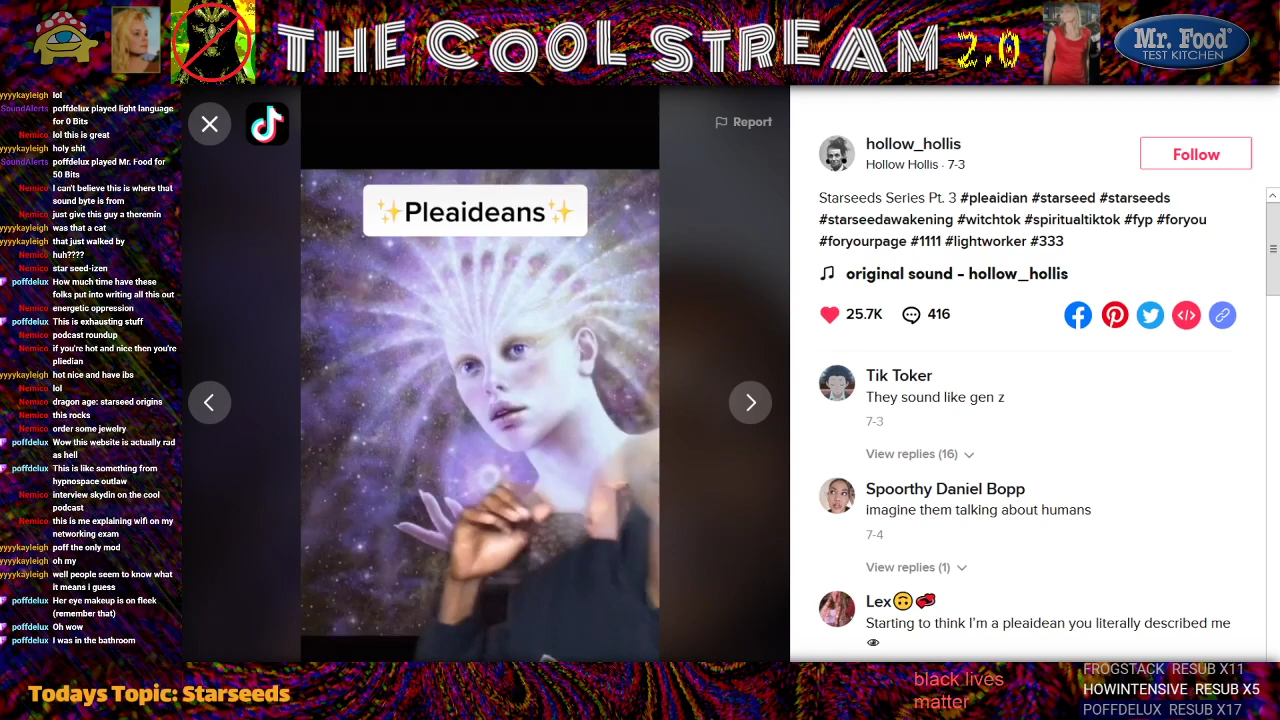 THE COOL STREAM 2.0
Mr. Food®
TEST KITCHEN
yyyykayleigh lol
SoundAlerts poffdelux played light language
for 0 Bits
Nemico lol this is great
yyyykayleigh holy shit
SoundAlerts poffdelux played Mr. Food for
50 Bits
Nemico I can't believe this is where that
sound byte is from
Nemico just give this guy a theremin
yyyykayleigh was that a cat
yyyykayleigh that just walked by
Nemico huh????
Nemico star seed-izen
poffdelux How much time have these
folks put into writing all this out
Nemico energetic oppression
poffdelux This is exhausting stuff
Nemico podcast roundup
Nemico if you're hot and nice then you're
pliedian
yyyykayleigh hot nice and have ibs
Nemico lol
Nemico dragon age: starseed origins
Nemico this rocks
Nemico order some jewelry
poffdelux Wow this website is actually rad
as hell
poffdelux This is like something from
hypnospace outlaw
Nemico interview skydin on the cool
podcast
Nemico this is me explaining wifi on my
networking exam
yyyykayleigh poff the only mod
yyyykayleigh oh my
yyyykayleigh well people seem to know what
it means I guess
poffdelux Her eye makeup is on fleek
(remember that)
poffdelux Oh wow
poffdelux I was in the bathroom
Report
✨Pleaideans✨
hollow_hollis
Hollow Hollis · 7-3
Follow
Starseeds Series Pt. 3 #pleaidian #starseed #starseeds
#starseedawakening #witchtok #spiritualtiktok #fyp #foryou
#foryourpage #1111 #lightworker #333
original sound - hollow_hollis
25.7K 416
Tik Toker
They sound like gen z
7-3
View replies (16)
Spoorthy Daniel Bopp
imagine them talking about humans
7-4
View replies (1)
Lex🙃💋
Starting to think I'm a pleaidean you literally described me
👁
Todays Topic: Starseeds
black lives
matter
FROGSTACK RESUB X11
HOWINTENSIVE RESUB X5
POFFDELUX RESUB X17